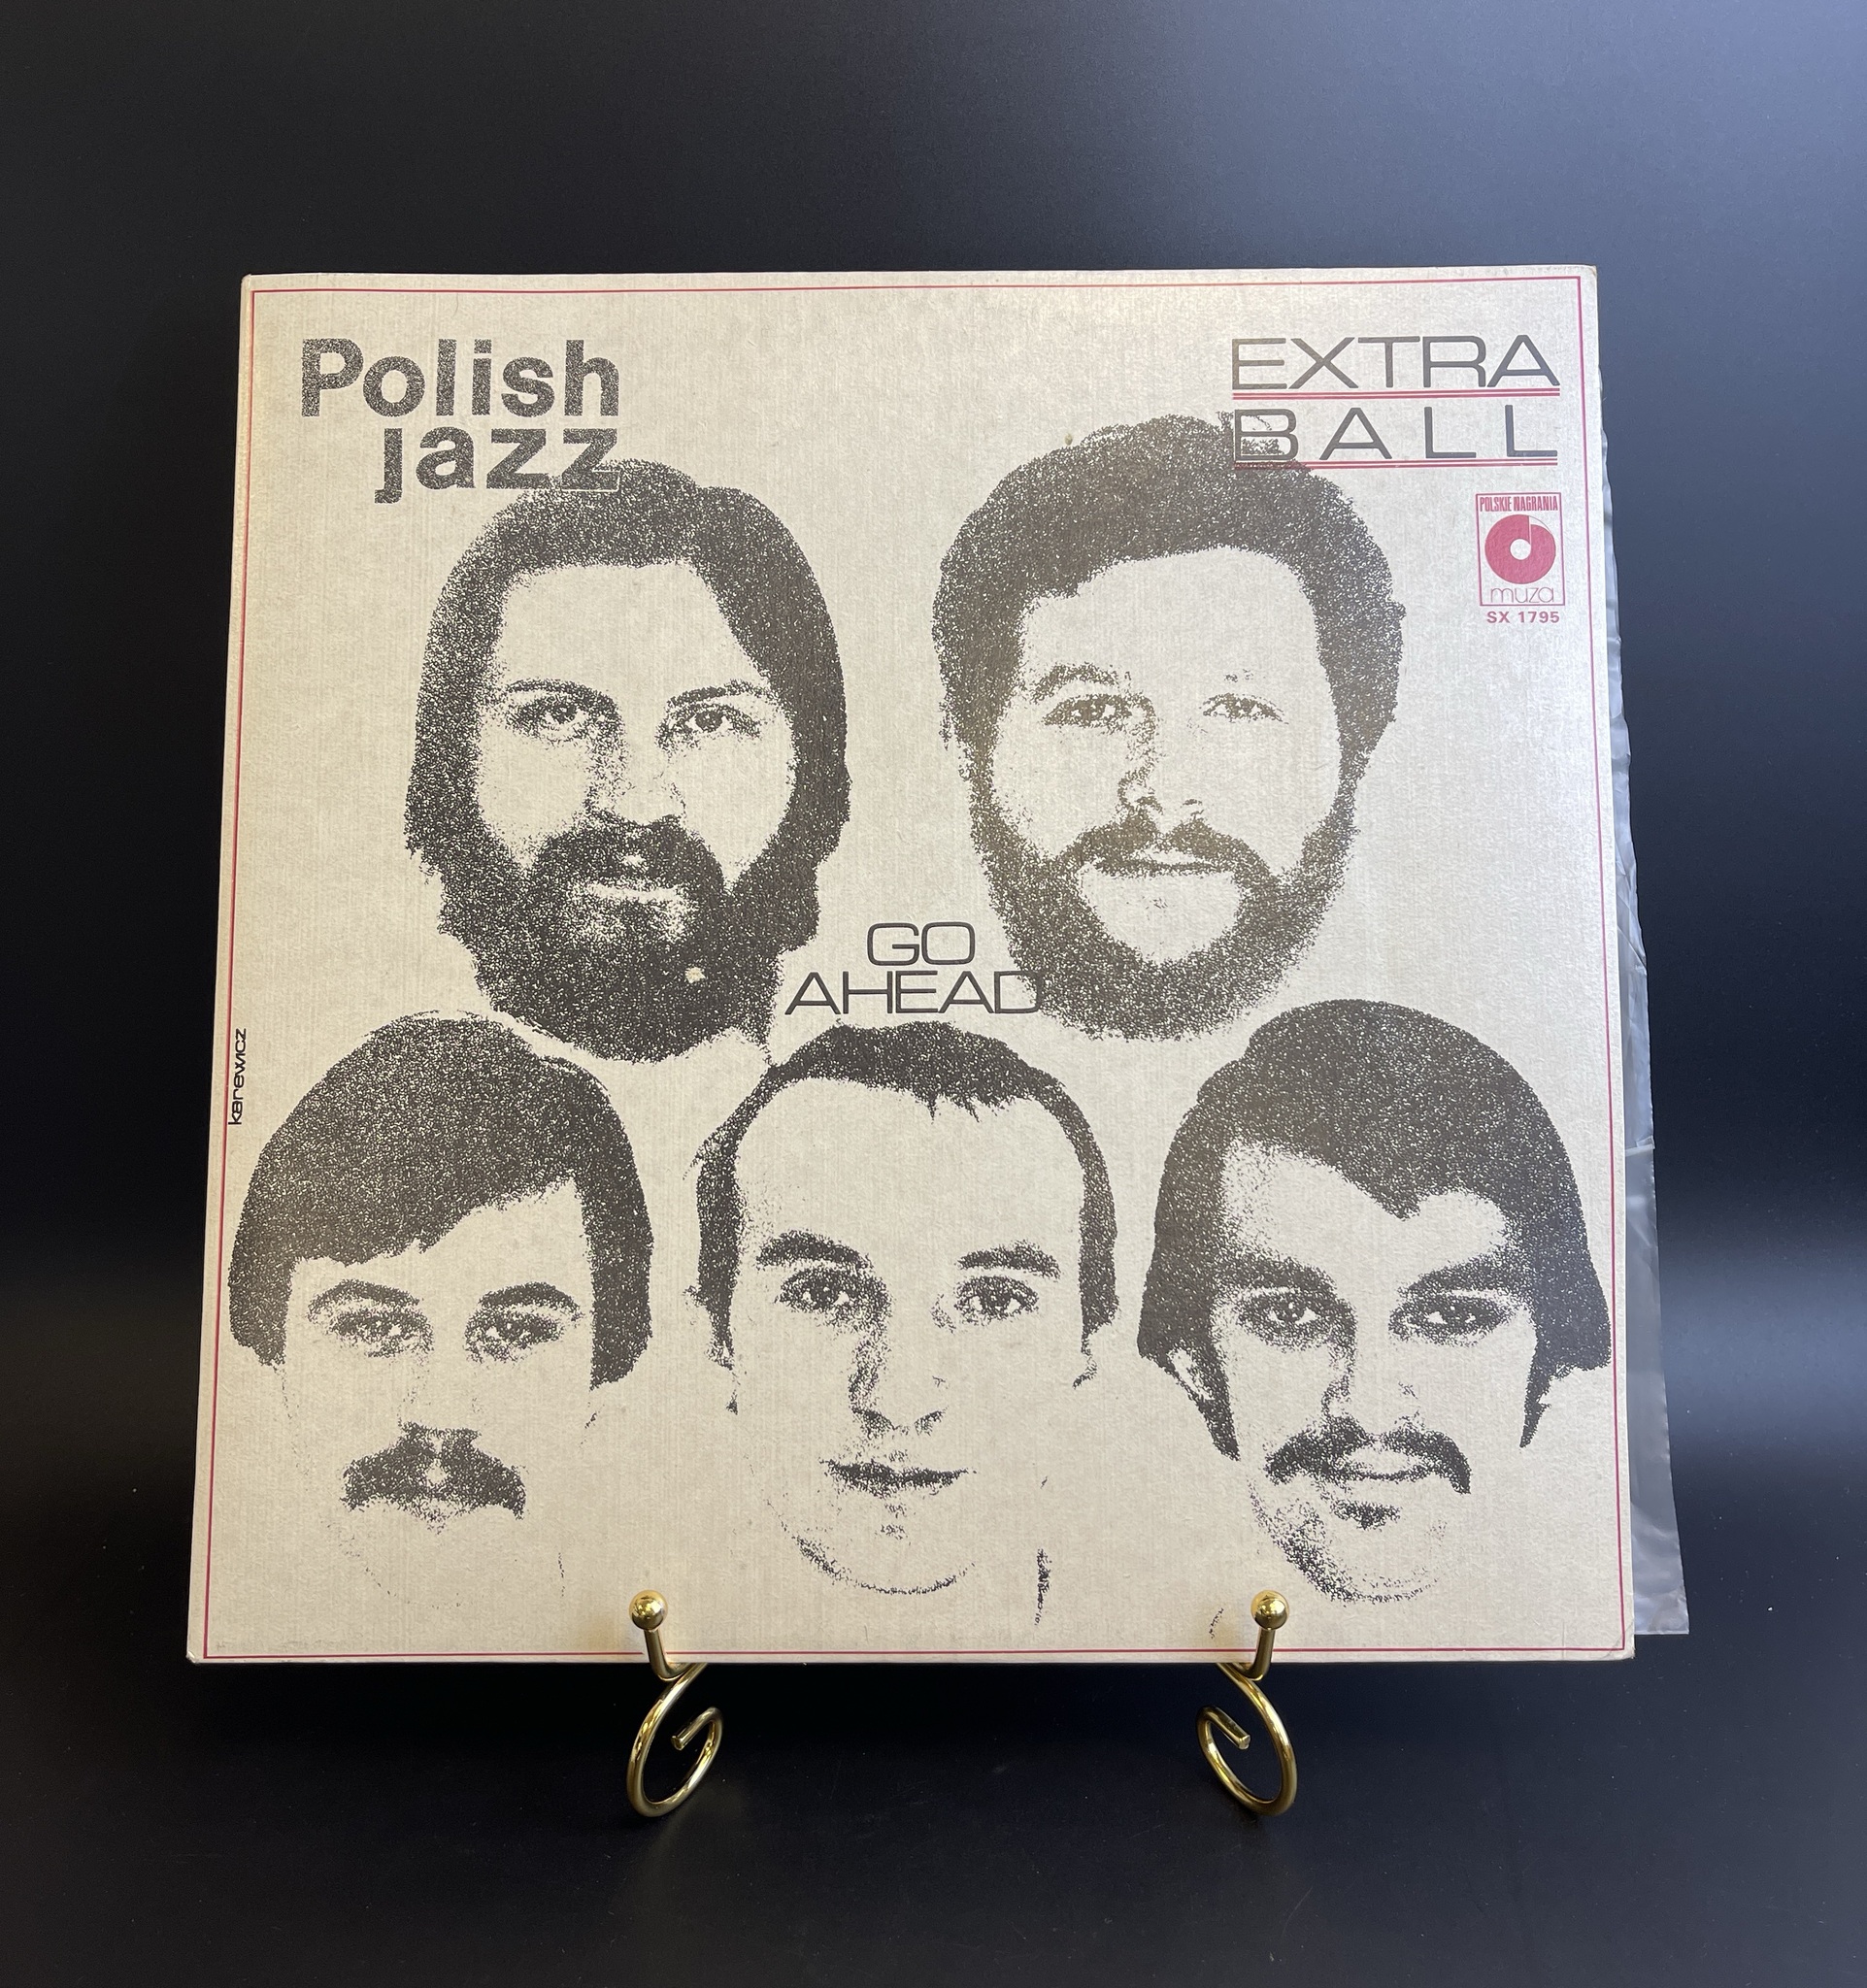 Polish
jazz
EXTRA
BALL
POLSKIE NAGRANIA
muza
SX 1795
GO
AHEAD
karewicz